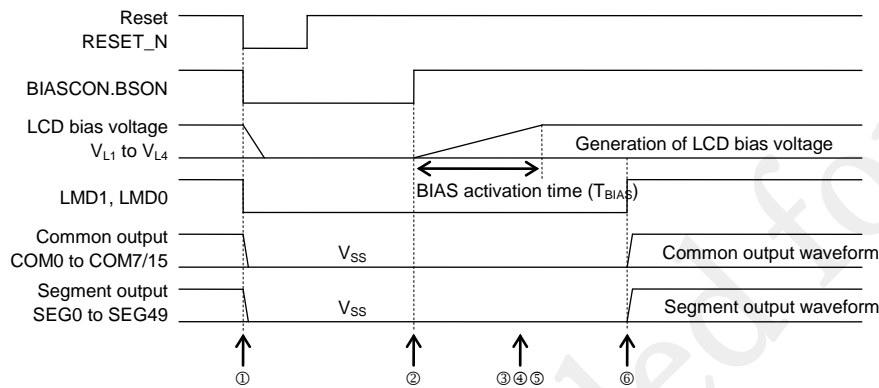 Reset
RESET_N
BIASCON.BSON
LCD bias voltage
VL1 to VL4
Generation of LCD bias voltage
BIAS activation time (TBIAS)
LMD1, LMD0
Common output
COM0 to COM7/15
VSS
Common output waveform
Segment output
SEG0 to SEG49
VSS
Segment output waveform
① ② ③④⑤ ⑥